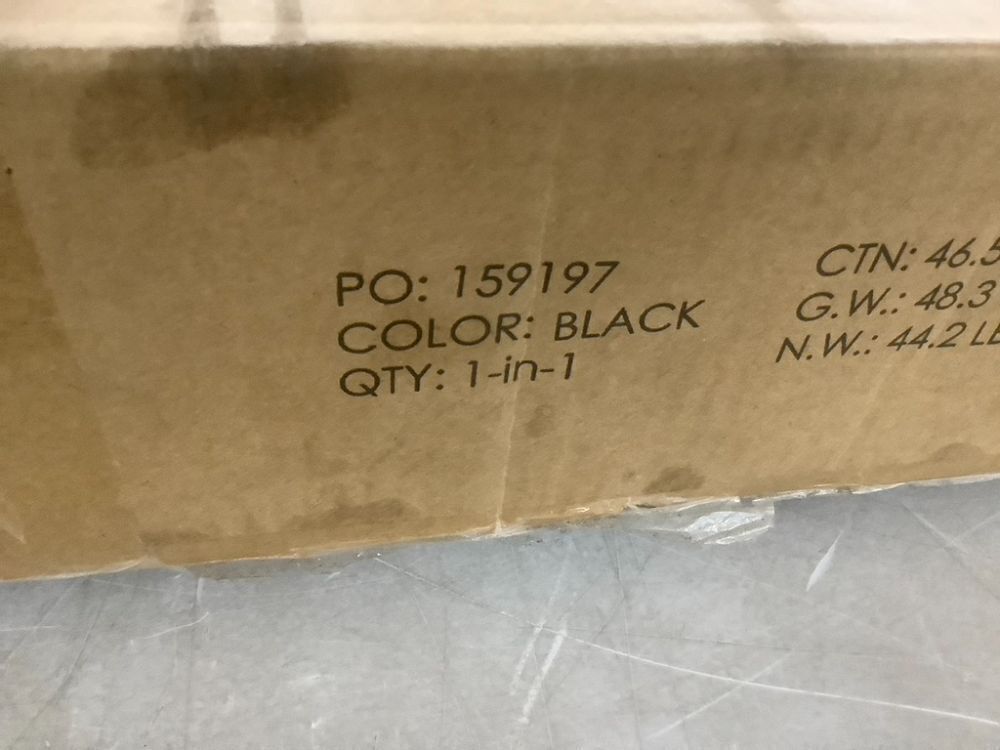 PO: 159197
COLOR: BLACK
QTY: 1-in-1
CTN: 46.5
G.W.: 48.3
N.W.: 44.2